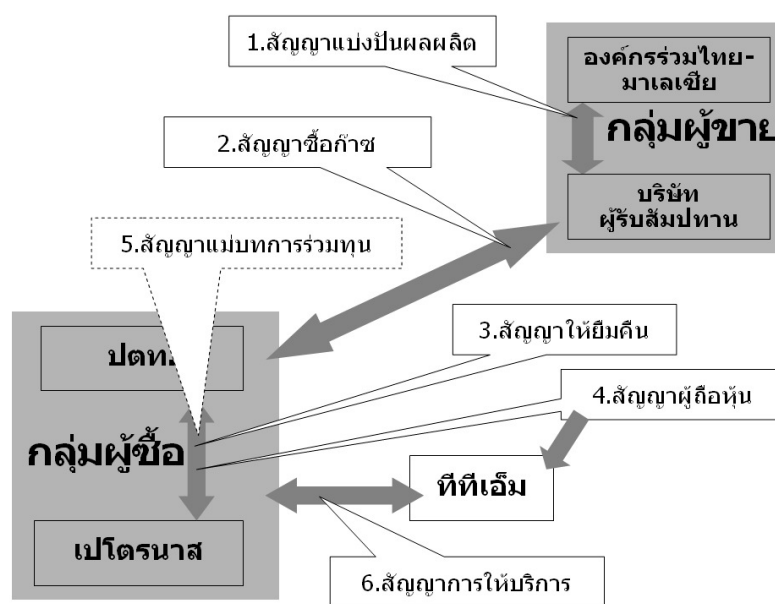 1.สัญญาแบ่งปันผลผลิต
องค์กรร่วมไทย-
มาเลเซีย
กลุ่มผู้ขาย
2.สัญญาซื้อก๊าซ
บริษัท
ผู้รับสัมปทาน
5.สัญญาแม่บทการร่วมทุน
3.สัญญาให้ยืมคืน
ปตท.
4.สัญญาผู้ถือหุ้น
กลุ่มผู้ซื้อ
ทีทีเอ็ม
เปโตรนาส
6.สัญญาการให้บริการ